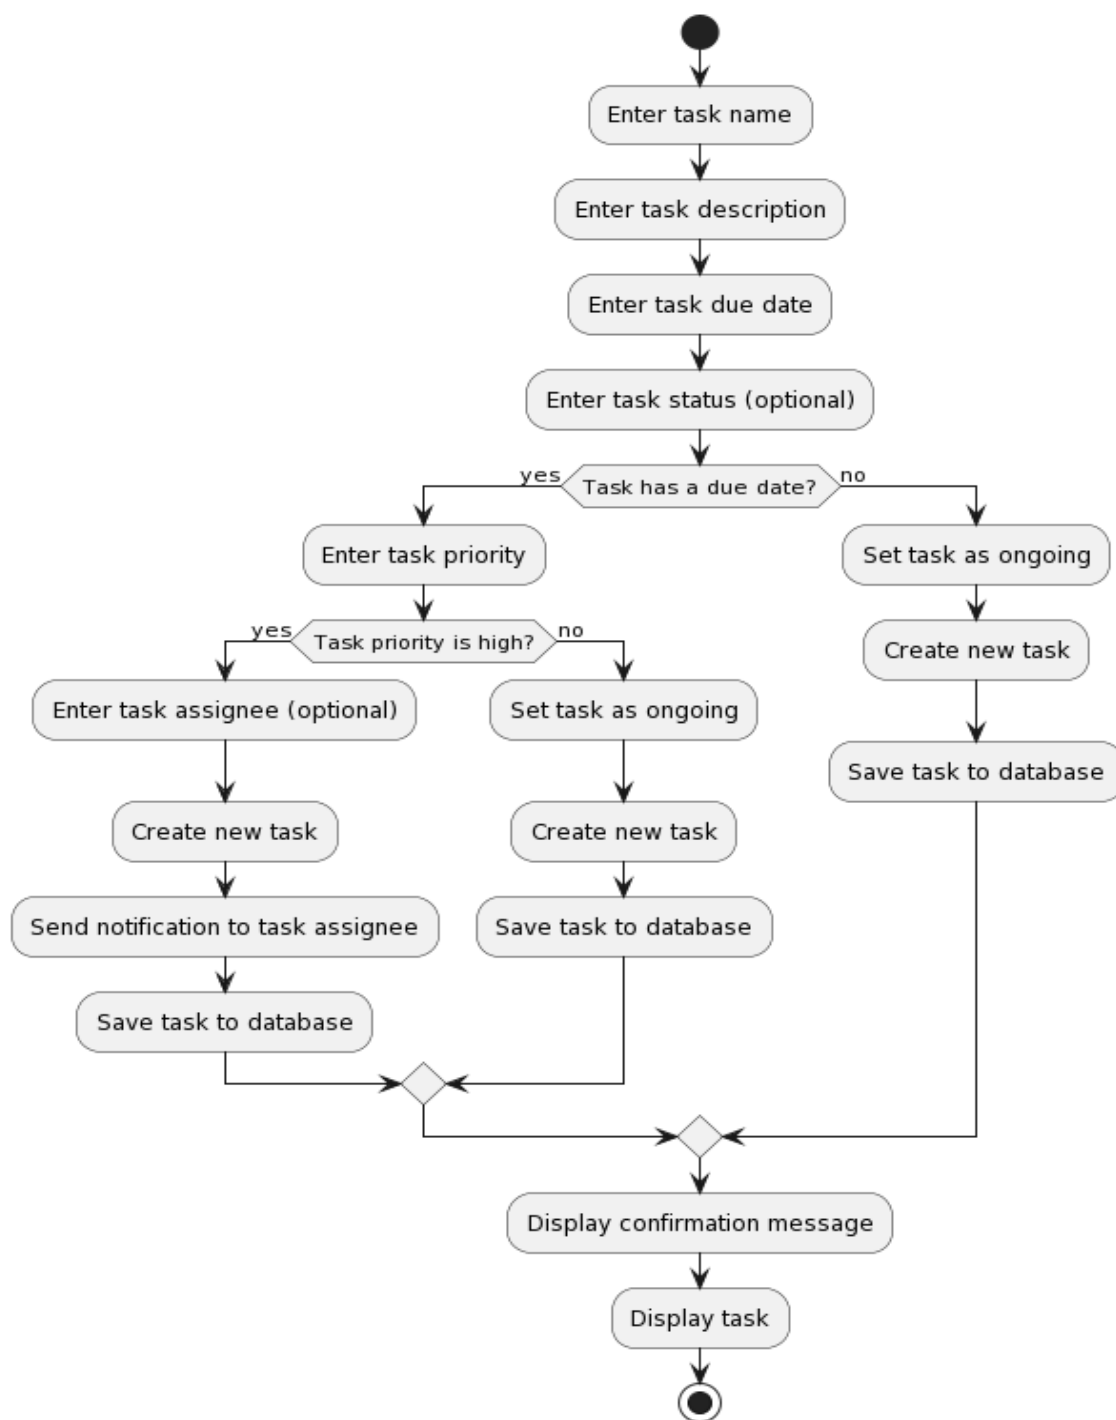 Enter task name
Enter task description
Enter task due date
Enter task status (optional)
yes
Task has a due date?
no
Enter task priority
yes
Task priority is high?
no
Enter task assignee (optional)
Create new task
Send notification to task assignee
Save task to database
Set task as ongoing
Create new task
Save task to database
Set task as ongoing
Create new task
Save task to database
Display confirmation message
Display task